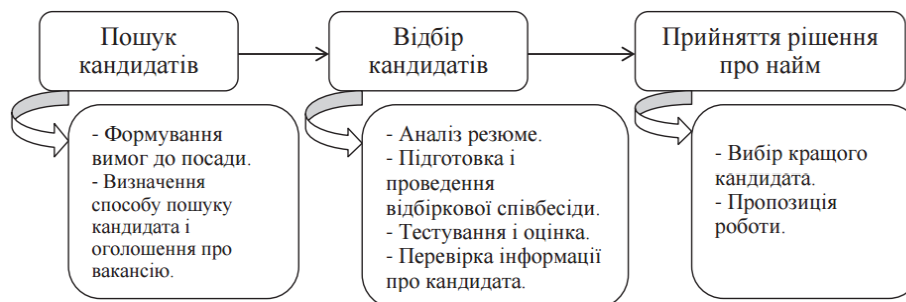 Пошук
кандидатів
Відбір
кандидатів
Прийняття рішення
про найм
- Формування
вимог до посади.
- Визначення
способу пошуку
кандидата і
оголошення про
вакансію.
- Аналіз резюме.
- Підготовка і
проведення
відбіркової співбесіди.
- Тестування і оцінка.
- Перевірка інформації
про кандидата.
- Вибір кращого
кандидата.
- Пропозиція
роботи.